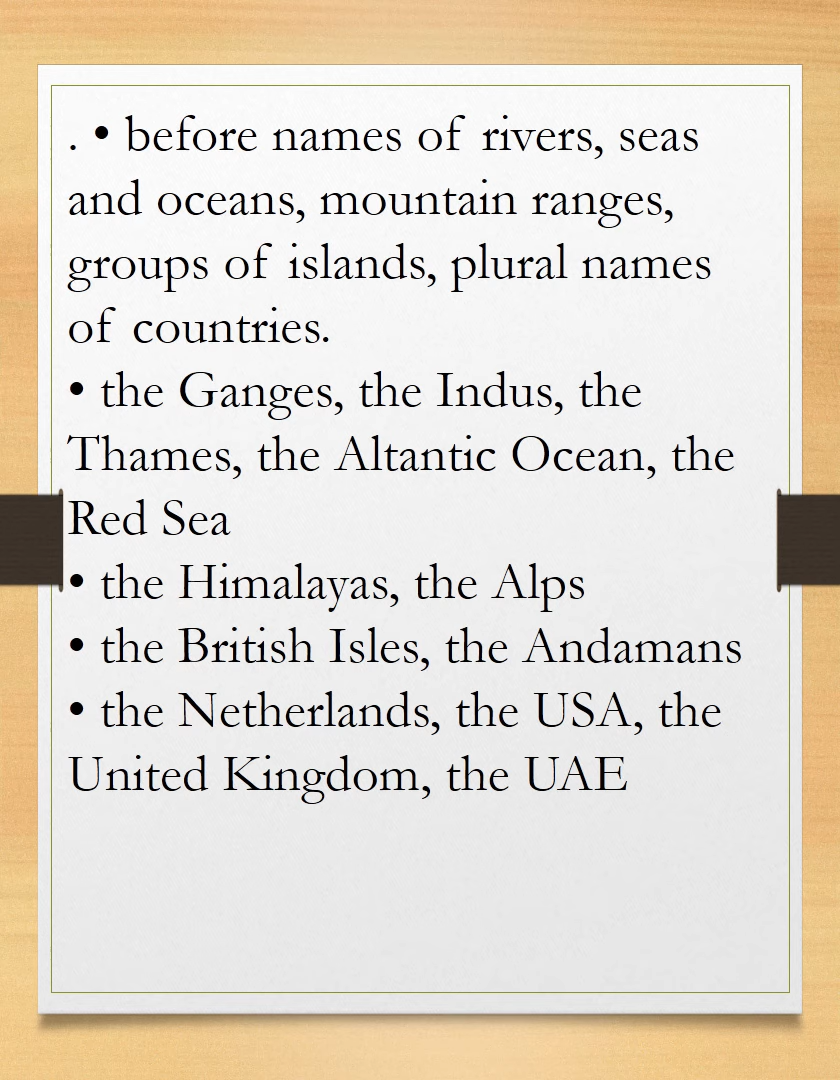 . • before names of rivers, seas
and oceans, mountain ranges,
groups of islands, plural names
of countries.
• the Ganges, the Indus, the
Thames, the Altantic Ocean, the
Red Sea
• the Himalayas, the Alps
• the British Isles, the Andamans
• the Netherlands, the USA, the
United Kingdom, the UAE